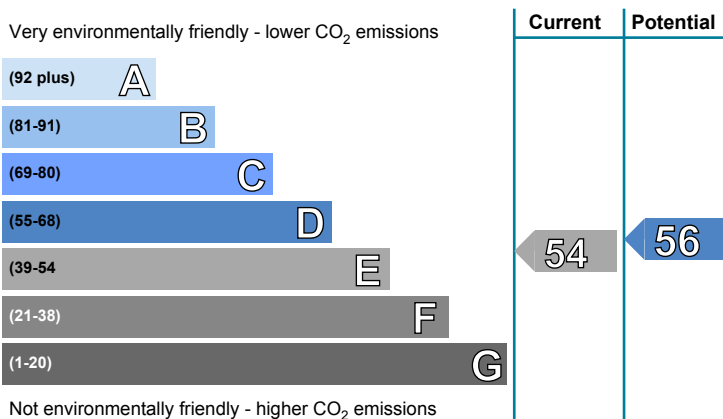 Current Potential
Very environmentally friendly - lower CO2 emissions
(92 plus) A
(81-91) B
(69-80) C
(55-68) D
(39-54 E
54 56
(21-38) F
(1-20) G
Not environmentally friendly - higher CO2 emissions